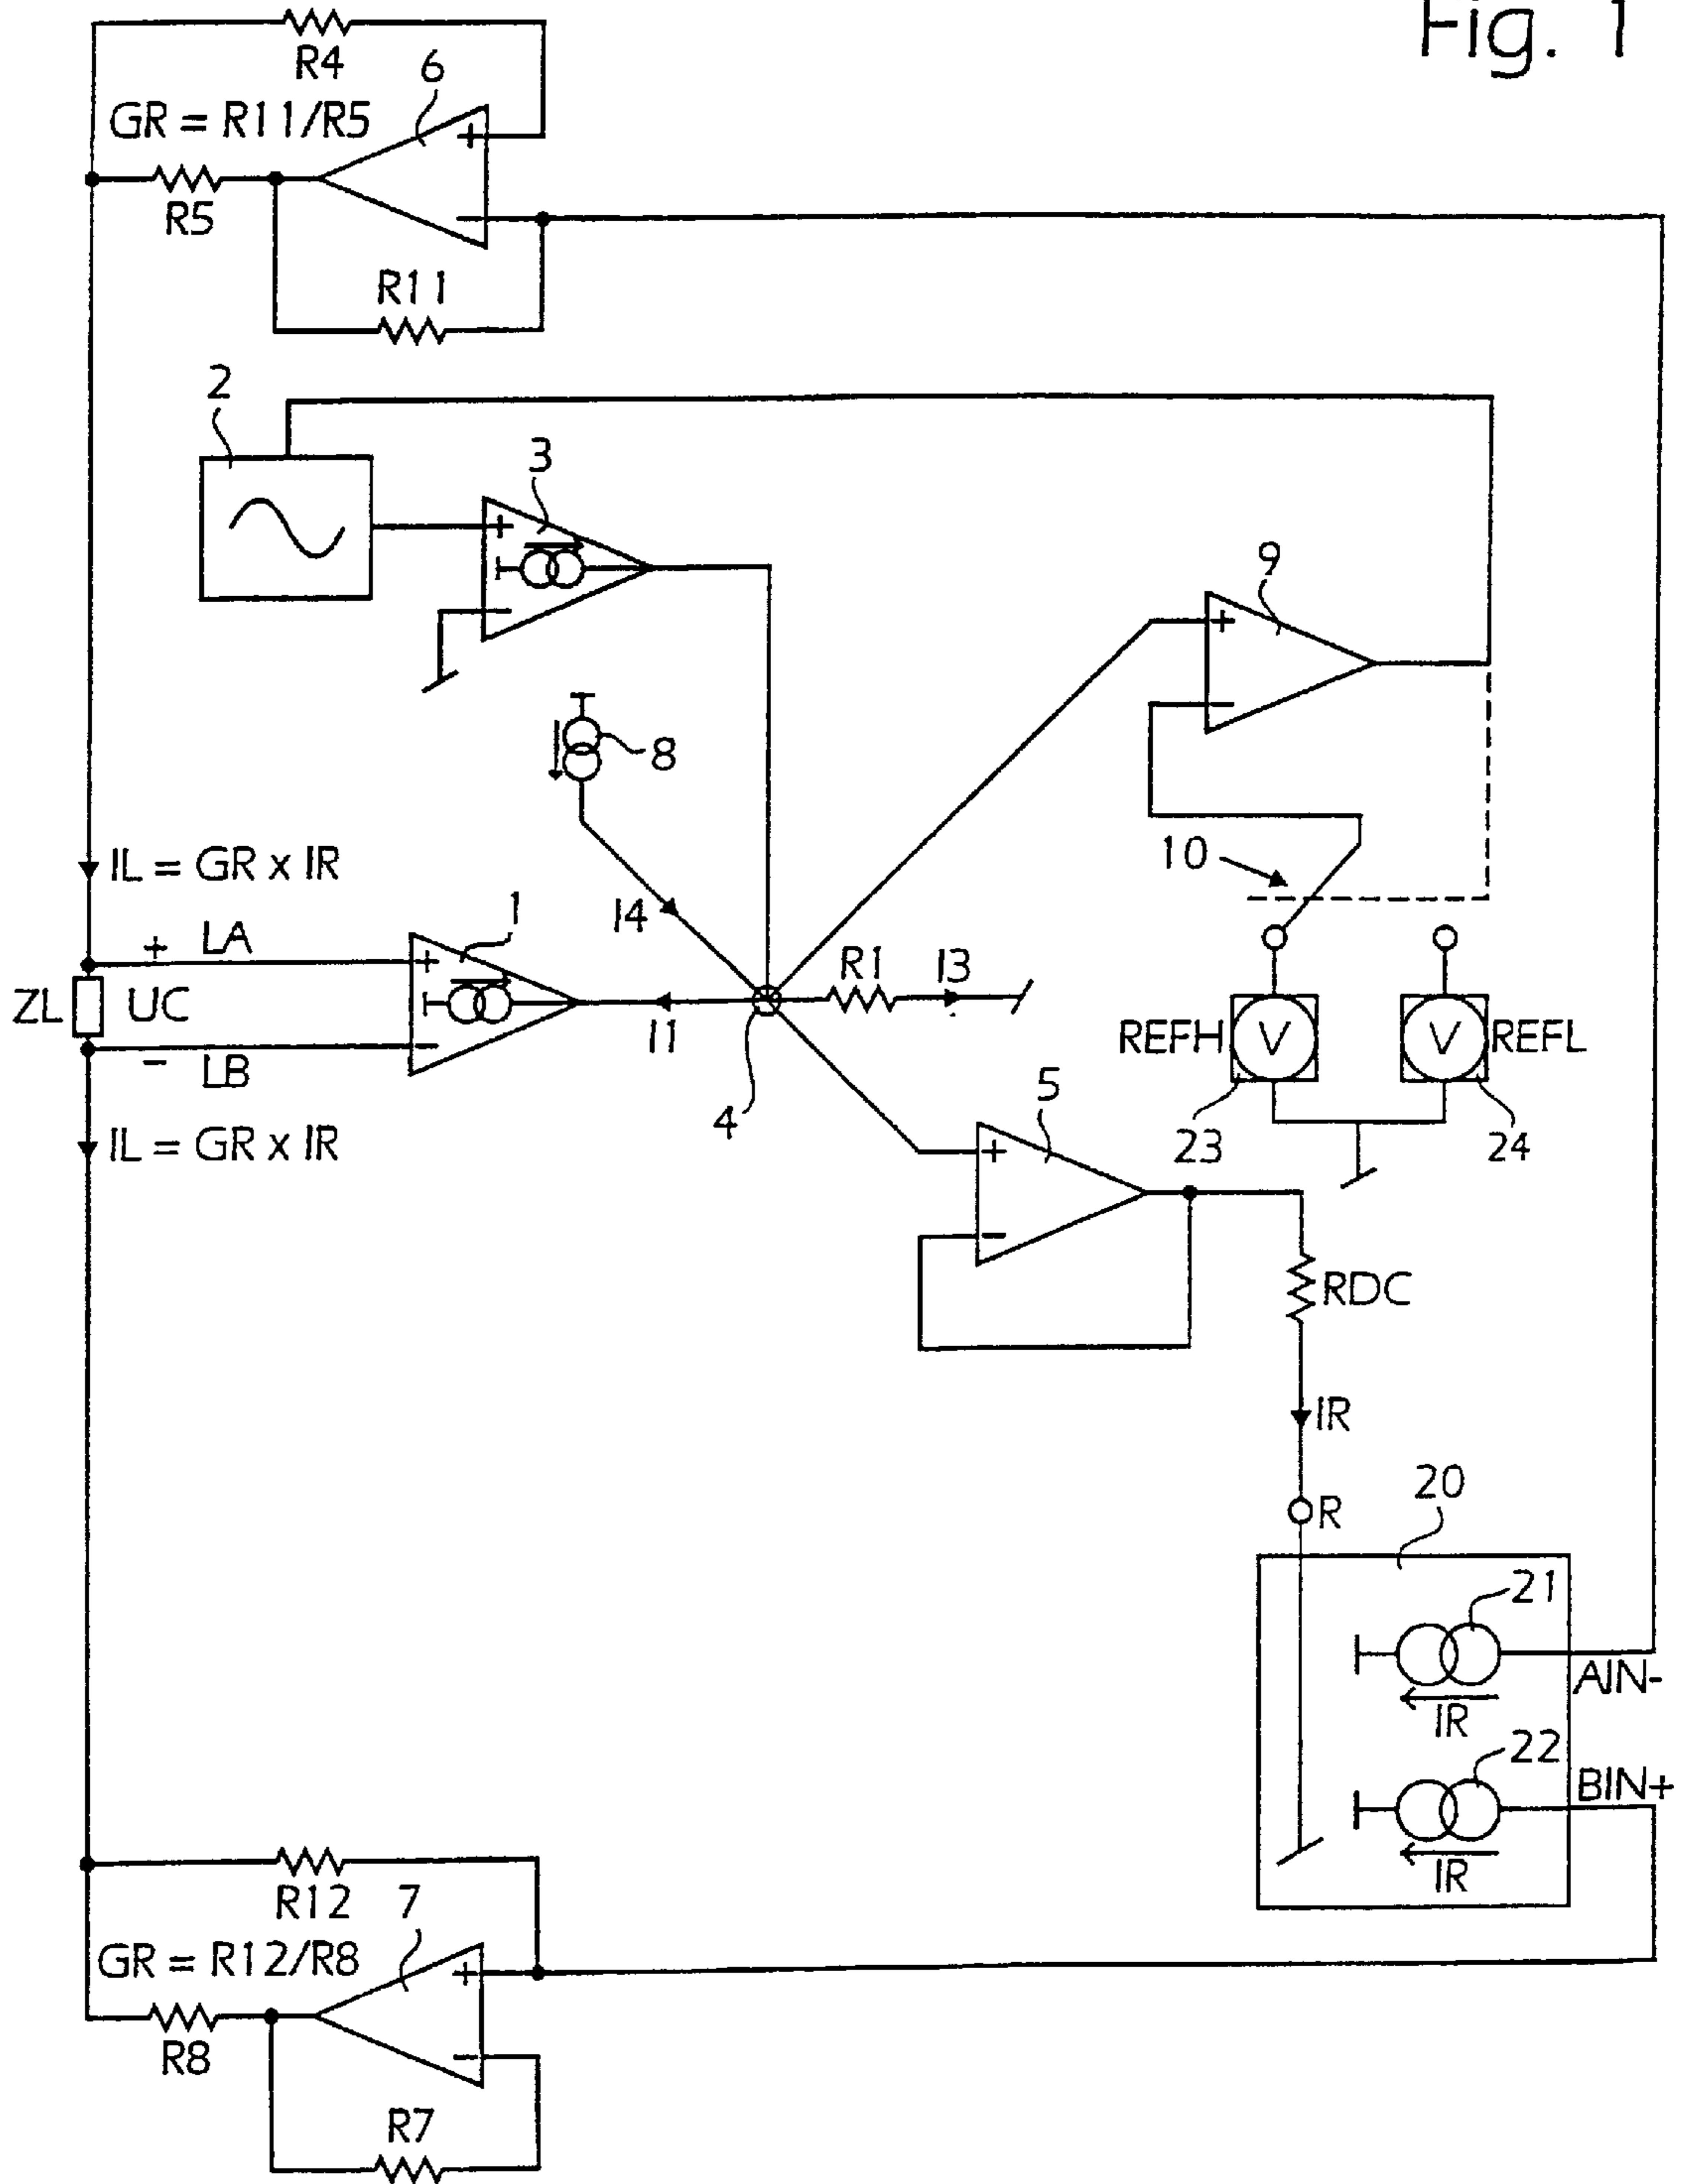 Fig. 1
R4
6
GR = R11/R5
+
R5
−
R11
2
3
+
−
9
+
−
8
10
IL = GR x IR
I4
+ LA
1
+
R1
I3
ZL
UC
I1
REFH
V
V
REFL
−
− LB
4
5
23
24
IL = GR x IR
+
−
RDC
IR
R
20
21
AIN-
IR
22
BIN+
IR
R12
7
GR = R12/R8
+
R8
−
R7